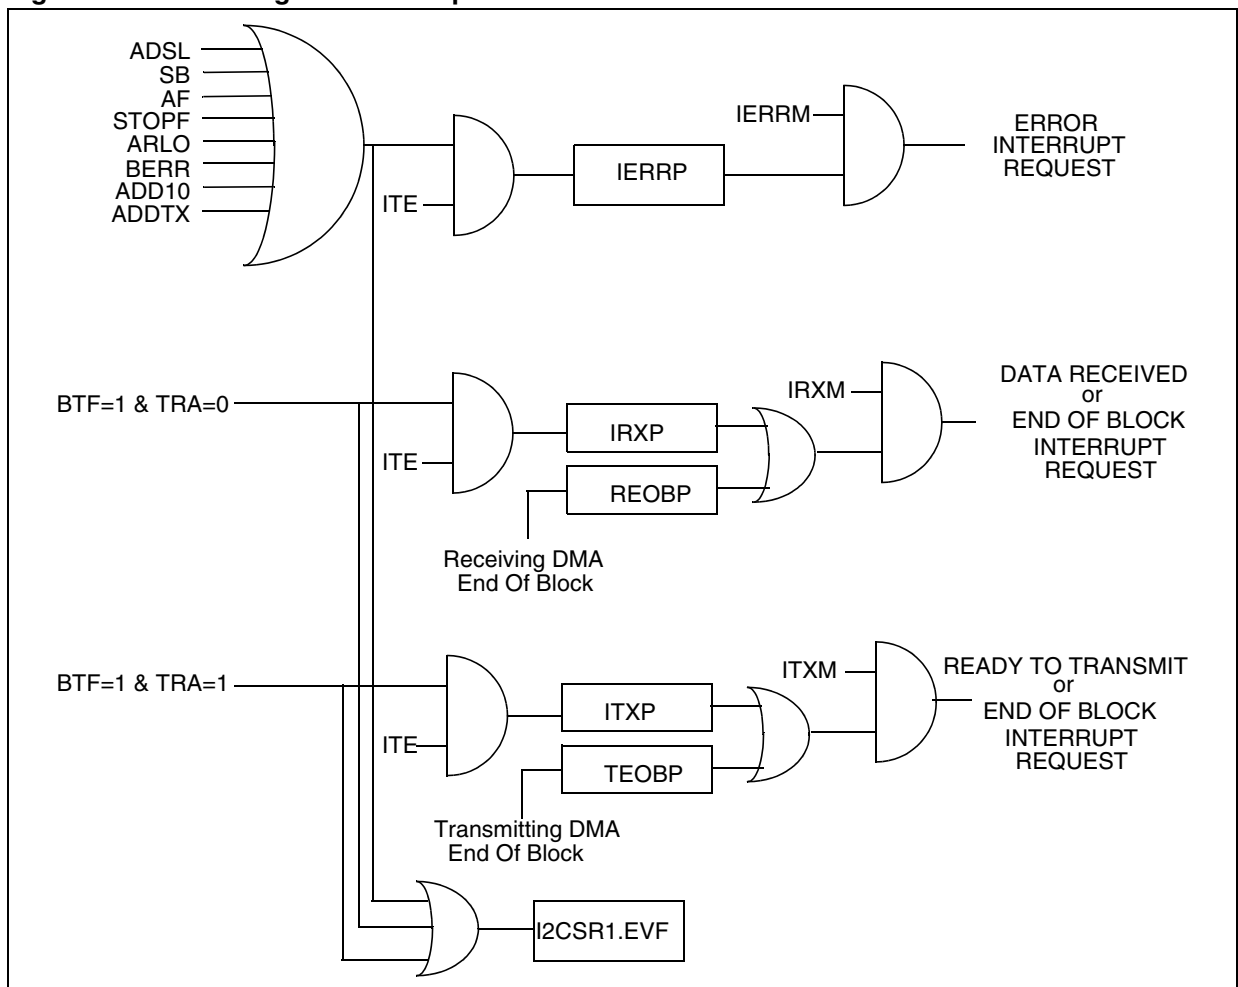 ADSL
SB
AF
STOPF
ARLO
BERR
ADD10
ADDTX
ITE
IERRP
IERRM
ERROR
INTERRUPT
REQUEST
BTF=1 & TRA=0
ITE
IRXP
REOBP
Receiving DMA
End Of Block
IRXM
DATA RECEIVED
or
END OF BLOCK
INTERRUPT
REQUEST
BTF=1 & TRA=1
ITE
ITXP
TEOBP
Transmitting DMA
End Of Block
ITXM
READY TO TRANSMIT
or
END OF BLOCK
INTERRUPT
REQUEST
I2CSR1.EVF